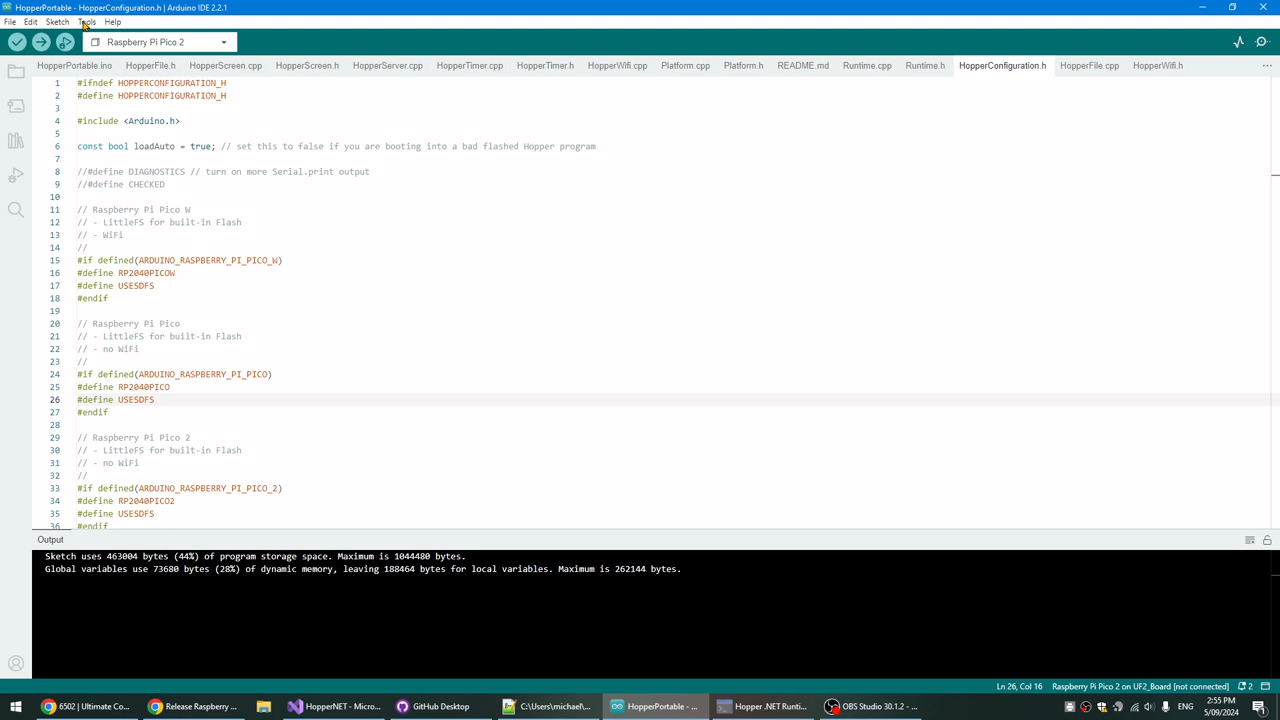 HopperPortable - HopperConfiguration.h | Arduino IDE 2.2.1
File Edit Sketch Tools Help
Raspberry Pi Pico 2
HopperPortable.ino HopperFile.h HopperScreen.cpp HopperScreen.h HopperServer.cpp HopperTimer.cpp HopperTimer.h HopperWifi.cpp Platform.cpp Platform.h README.md Runtime.cpp Runtime.h HopperConfiguration.h HopperFile.cpp HopperWifi.h ...
1 #ifndef HOPPERCONFIGURATION_H
2 #define HOPPERCONFIGURATION_H
3
4 #include <Arduino.h>
5
6 const bool loadAuto = true; // set this to false if you are booting into a bad flashed Hopper program
7
8 //#define DIAGNOSTICS // turn on more Serial.print output
9 //#define CHECKED
10
11 // Raspberry Pi Pico W
12 // - LittleFS for built-in Flash
13 // - WiFi
14 //
15 #if defined(ARDUINO_RASPBERRY_PI_PICO_W)
16 #define RP2040PICOW
17 #define USESDFS
18 #endif
19
20 // Raspberry Pi Pico
21 // - LittleFS for built-in Flash
22 // - no WiFi
23 //
24 #if defined(ARDUINO_RASPBERRY_PI_PICO)
25 #define RP2040PICO
26 #define USESDFS
27 #endif
28
29 // Raspberry Pi Pico 2
30 // - LittleFS for built-in Flash
31 // - no WiFi
32 //
33 #if defined(ARDUINO_RASPBERRY_PI_PICO_2)
34 #define RP2040PICO2
35 #define USESDFS
36 #endif
Output
Sketch uses 463004 bytes (44%) of program storage space. Maximum is 1044480 bytes.
Global variables use 73680 bytes (28%) of dynamic memory, leaving 188464 bytes for local variables. Maximum is 262144 bytes.
Ln 26, Col 16 Raspberry Pi Pico 2 on UF2_Board [not connected] 2
6502 | Ultimate Co... Release Raspberry ... HopperNET - Micro... GitHub Desktop C:\Users\michael\... HopperPortable - ... Hopper .NET Runti... OBS Studio 30.1.2 - ... ENG 2:55 PM
5/09/2024